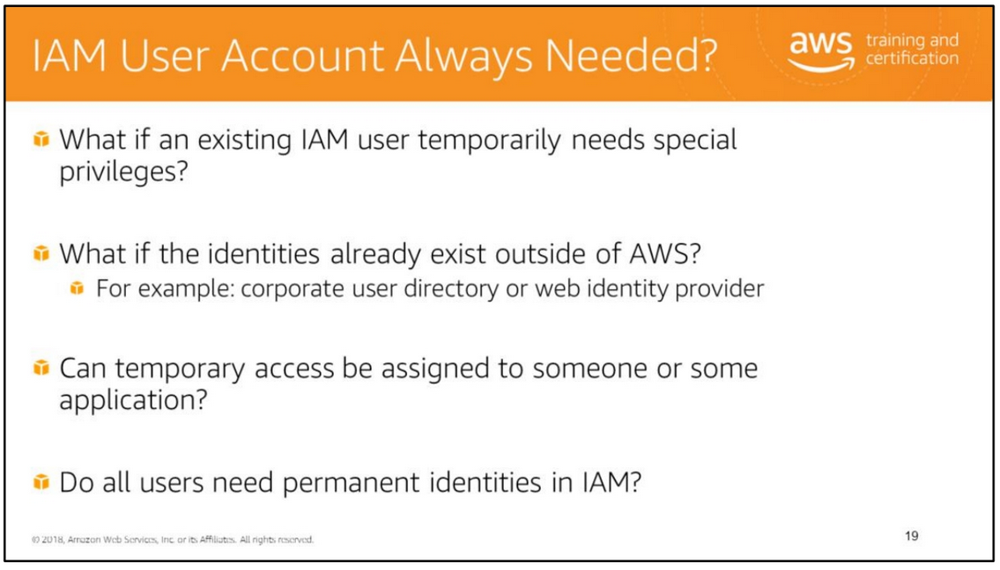 IAM User Account Always Needed?
aws training and
certification
What if an existing IAM user temporarily needs special
privileges?
What if the identities already exist outside of AWS?
For example: corporate user directory or web identity provider
Can temporary access be assigned to someone or some
application?
Do all users need permanent identities in IAM?
© 2018, Amazon Web Services, Inc. or its Affiliates. All rights reserved.
19